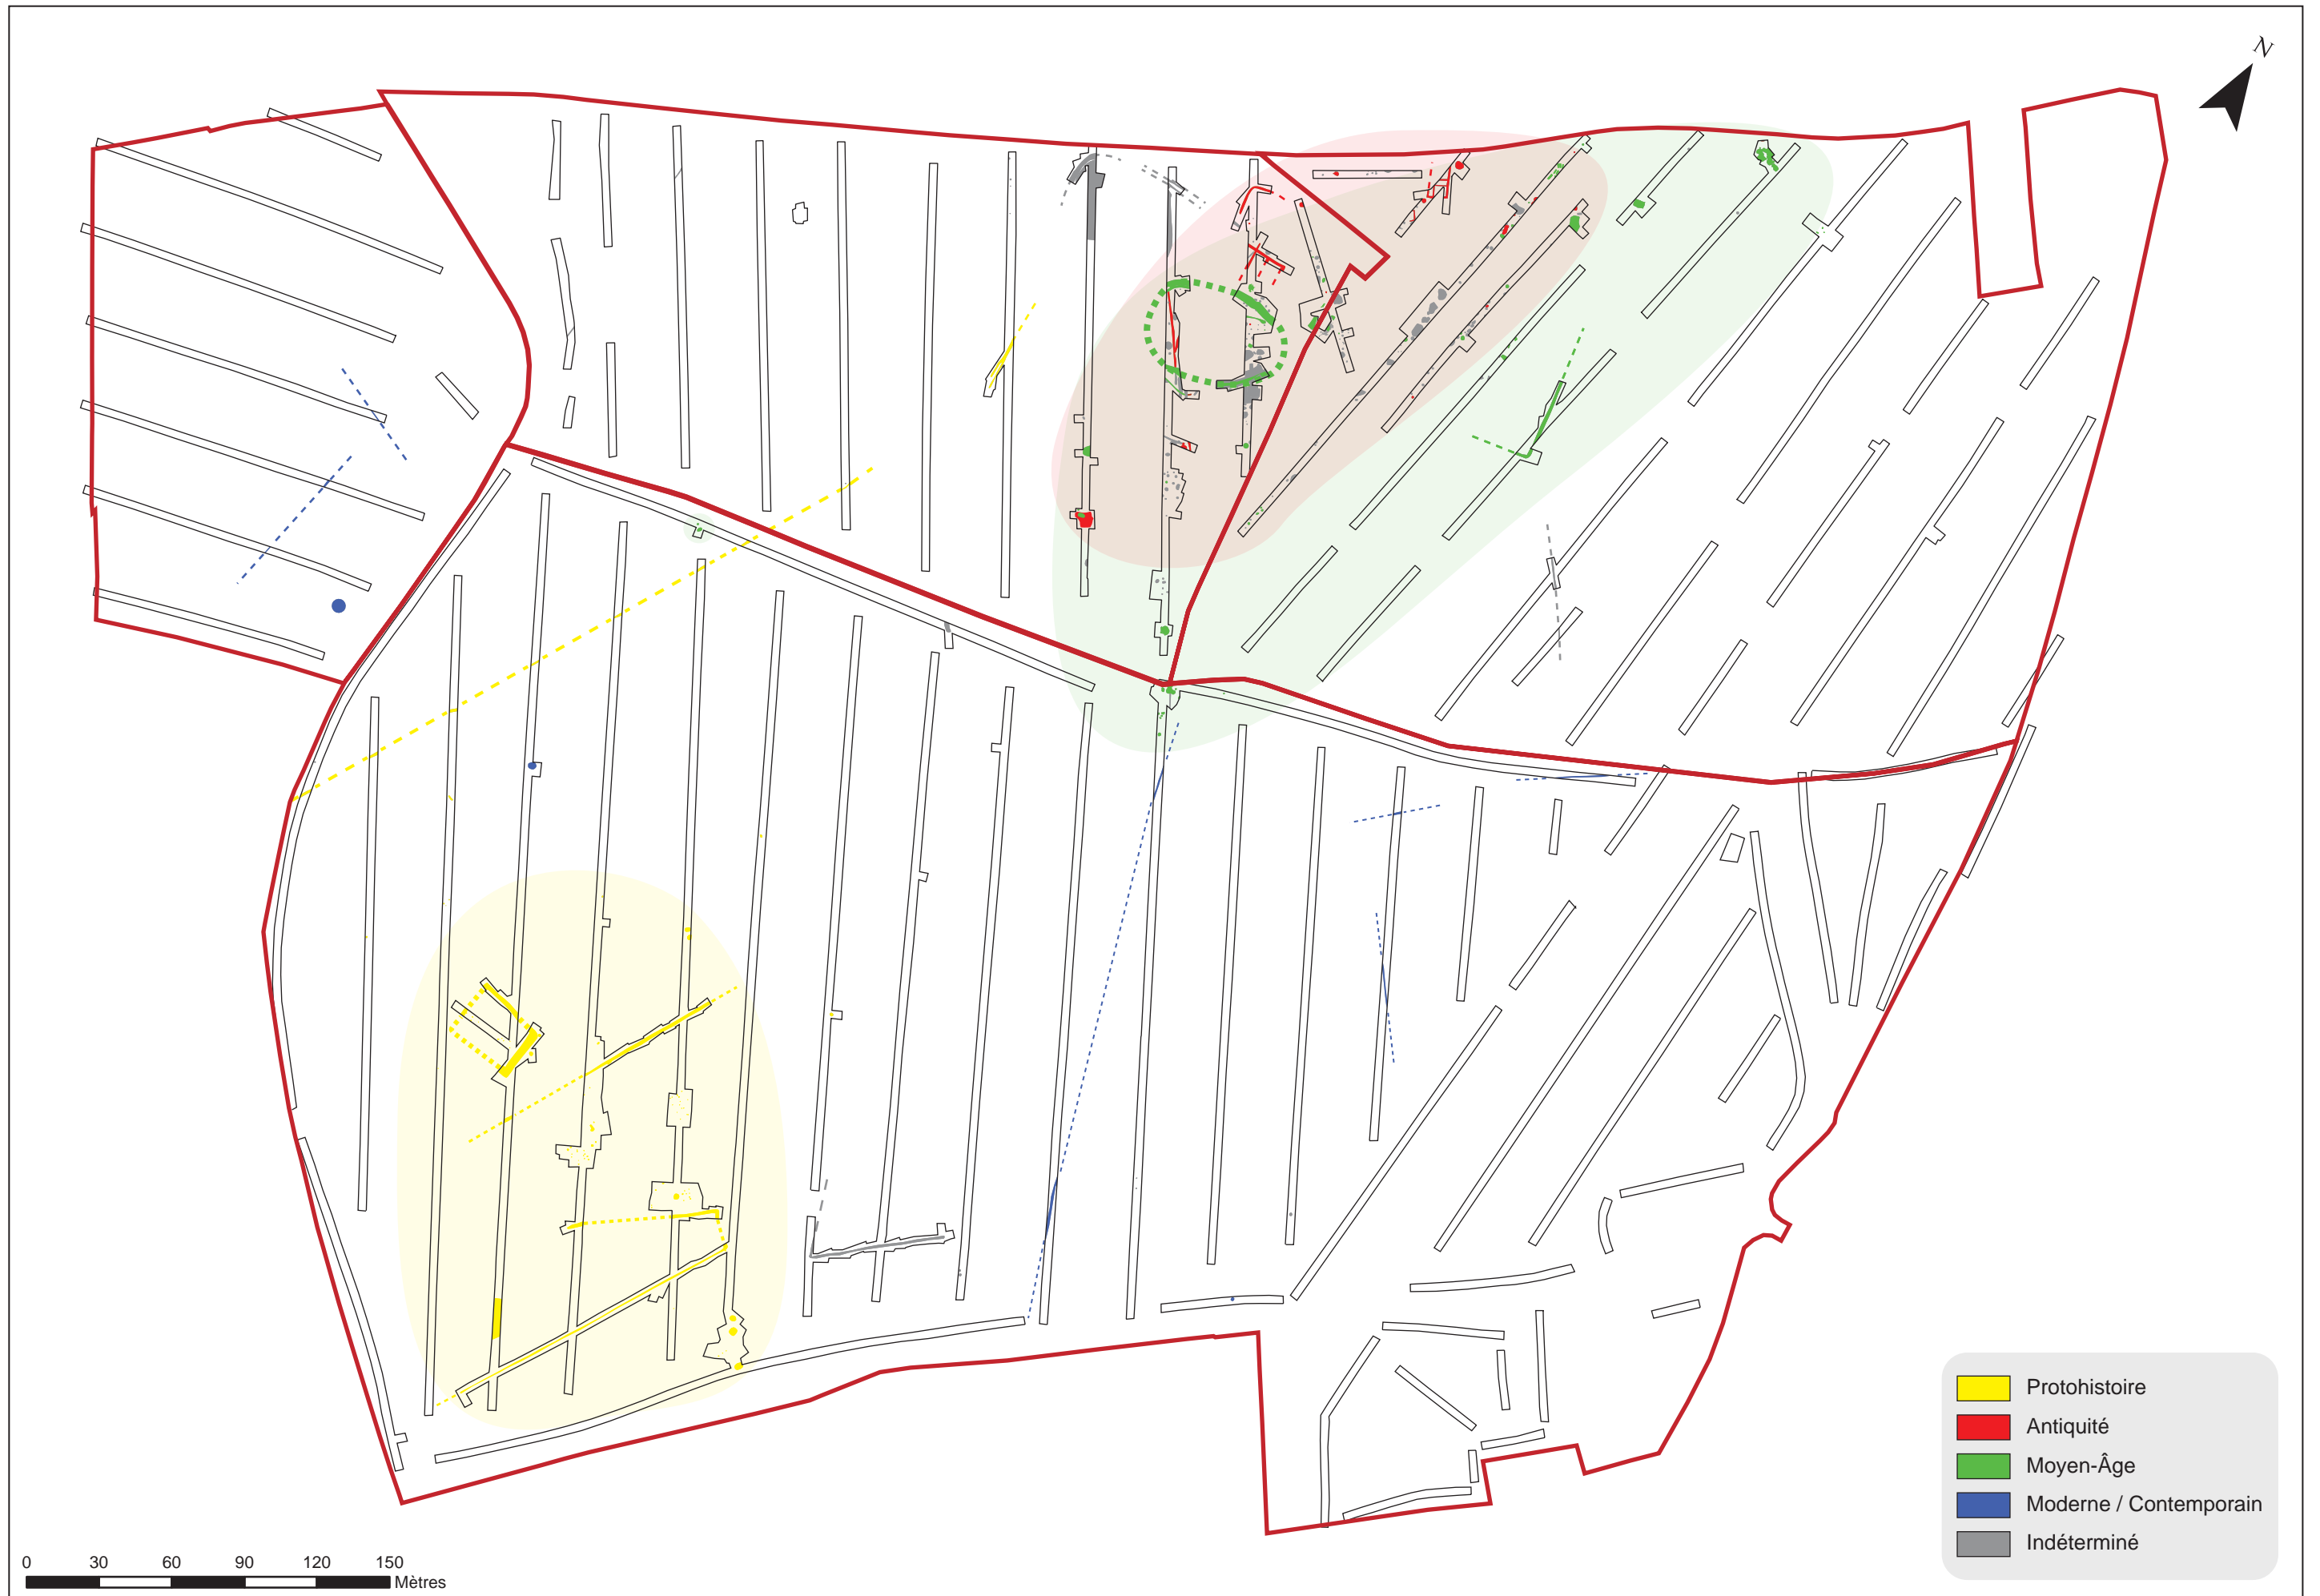 N
Protohistoire
Antiquité
Moyen-Âge
Moderne / Contemporain
Indéterminé
0 30 60 90 120 150
Mètres